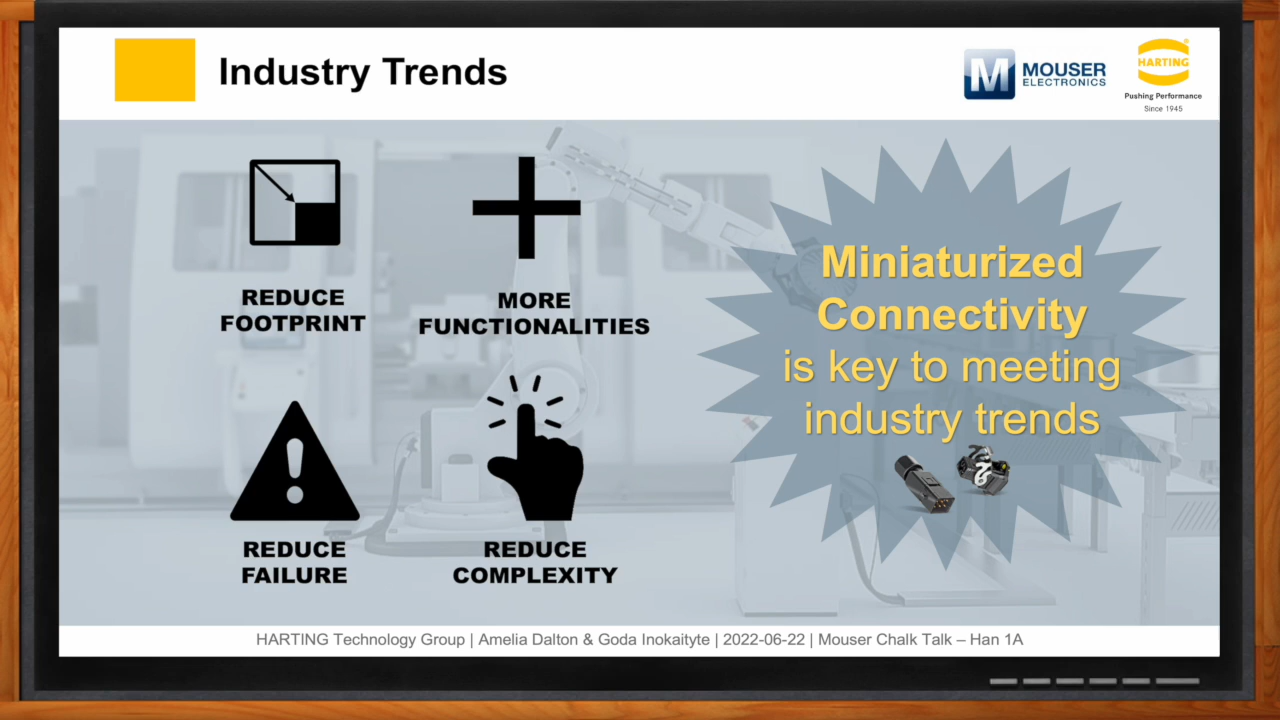 Industry Trends
M MOUSER
ELECTRONICS
HARTING
Pushing Performance
Since 1945
REDUCE
FOOTPRINT
MORE
FUNCTIONALITIES
REDUCE
FAILURE
REDUCE
COMPLEXITY
Miniaturized
Connectivity
is key to meeting
industry trends
HARTING Technology Group | Amelia Dalton & Goda Inokaityte | 2022-06-22 | Mouser Chalk Talk – Han 1A